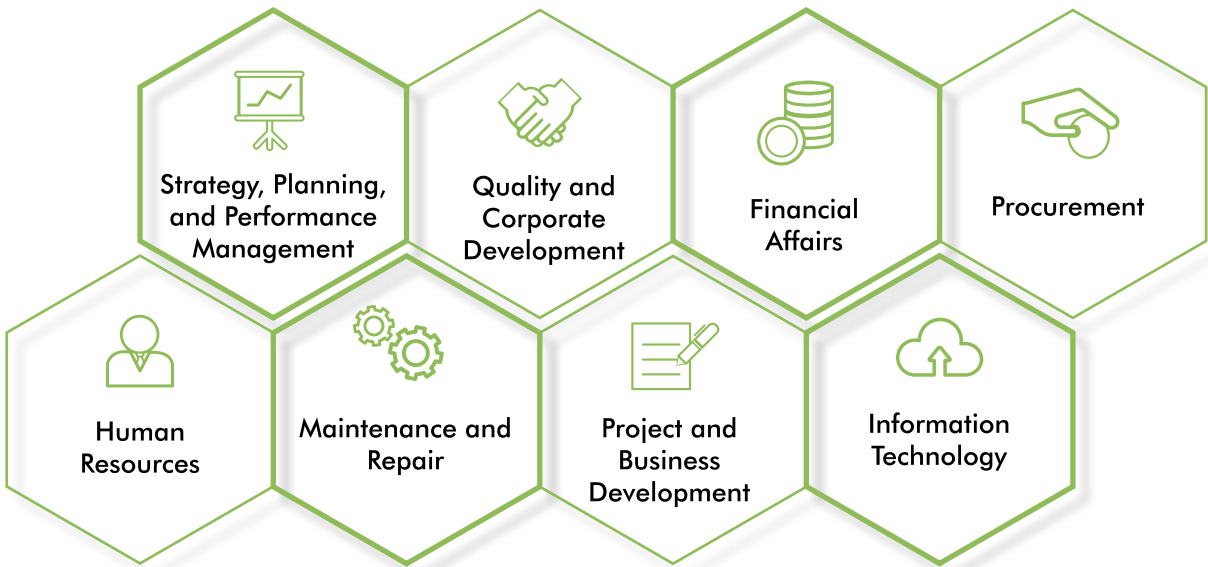 Strategy, Planning,
and Performance
Management
Quality and
Corporate
Development
Financial
Affairs
Procurement
Human
Resources
Maintenance and
Repair
Project and
Business
Development
Information
Technology